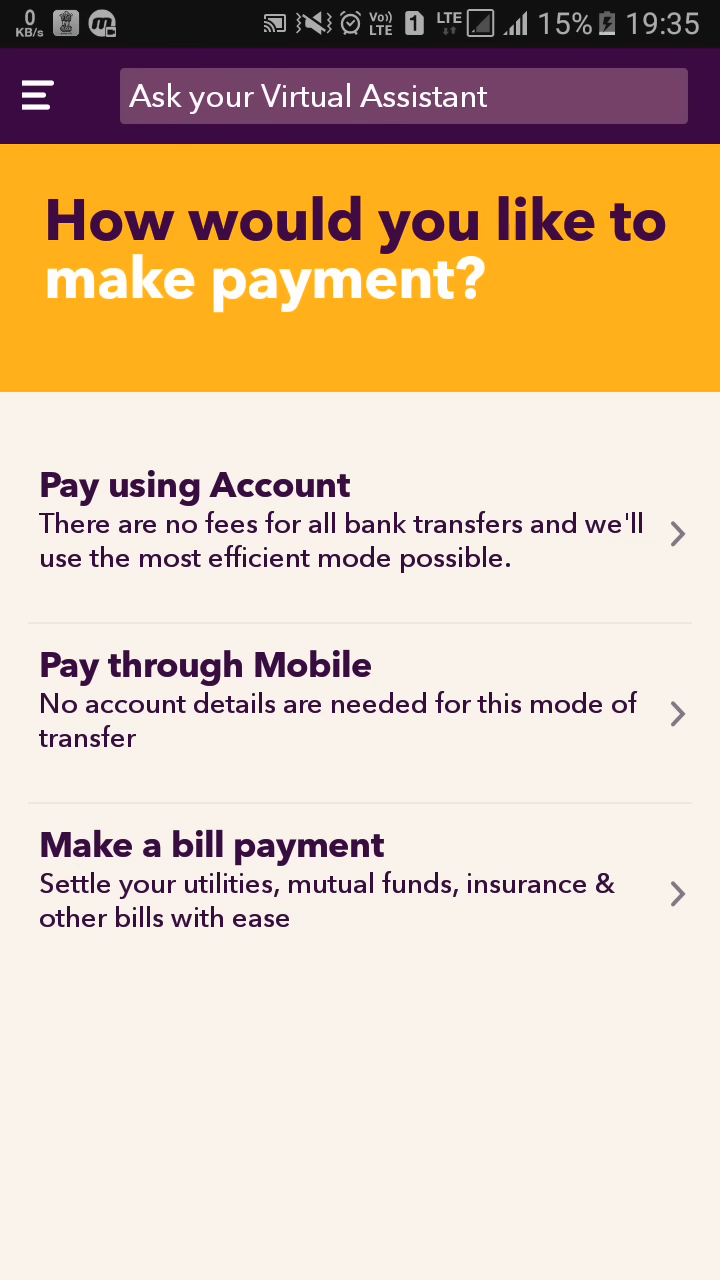 0
KB/s
Vo))
LTE
1
LTE
15%
19:35
Ask your Virtual Assistant
How would you like to
make payment?
Pay using Account
There are no fees for all bank transfers and we'll
use the most efficient mode possible.
Pay through Mobile
No account details are needed for this mode of
transfer
Make a bill payment
Settle your utilities, mutual funds, insurance &
other bills with ease